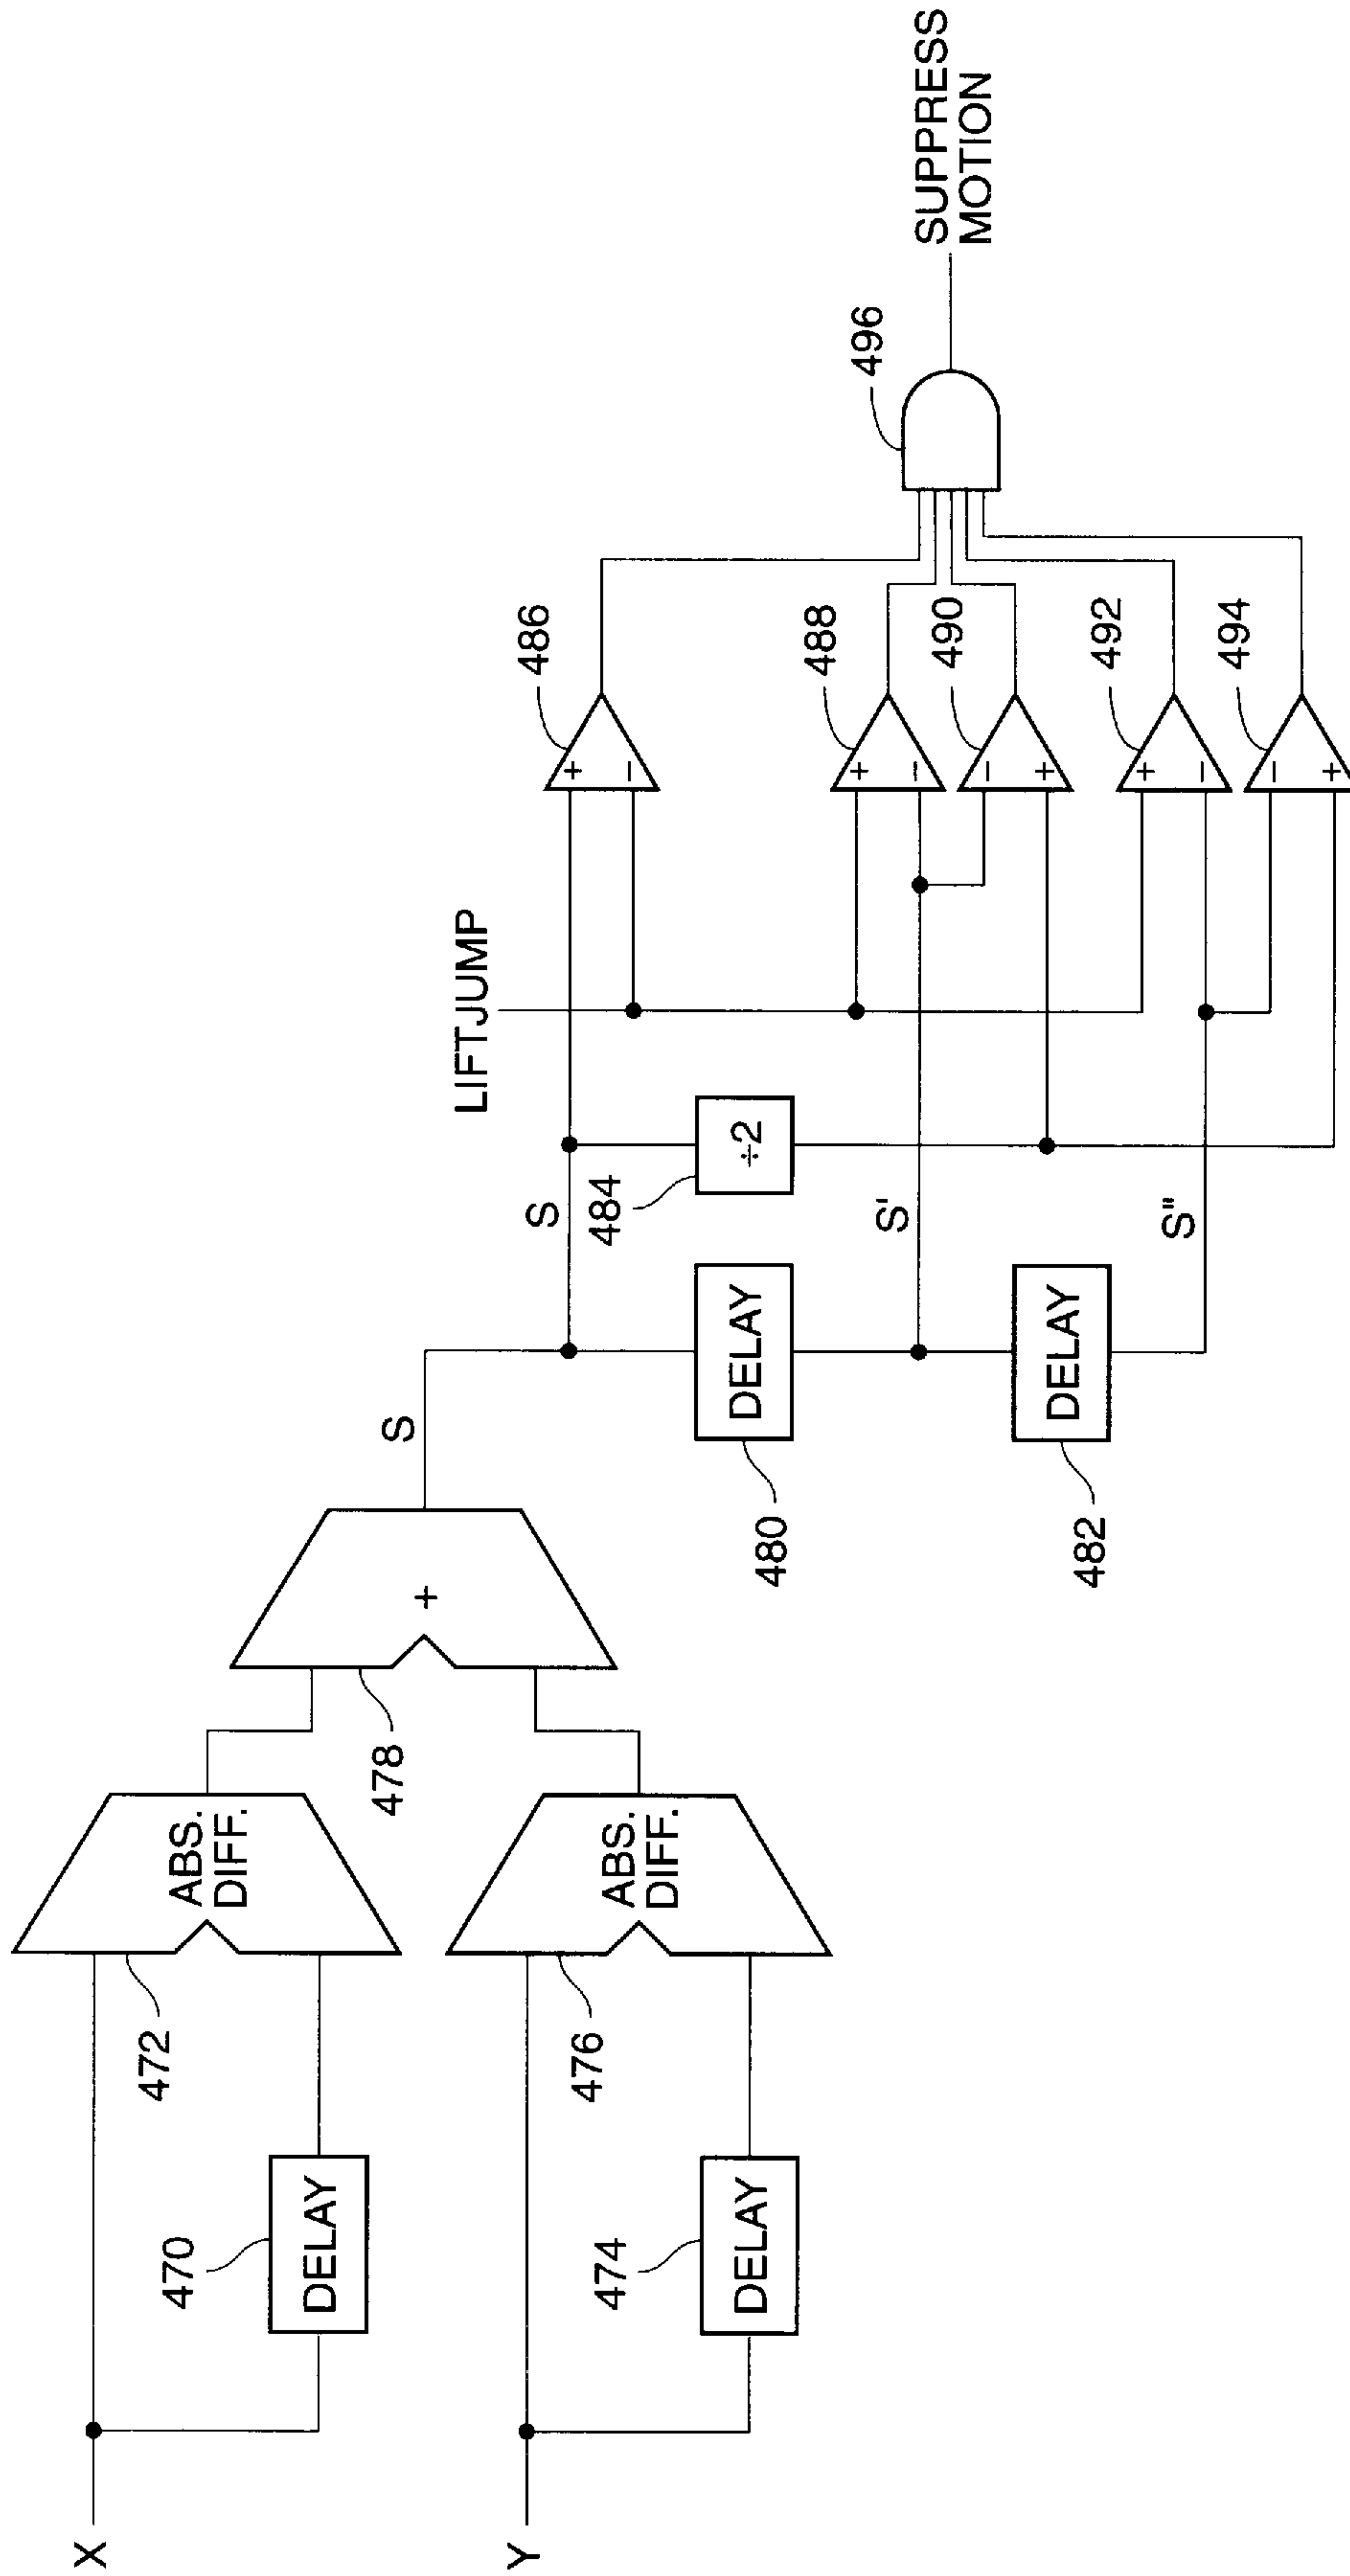 X
Y
470
DELAY
474
DELAY
472
ABS.
DIFF.
476
ABS.
DIFF.
478
+
S
480
DELAY
482
DELAY
S
S'
S"
484
÷2
LIFTJUMP
486
+
−
488
+
−
490
−
+
492
+
−
494
−
+
496
SUPPRESS
MOTION